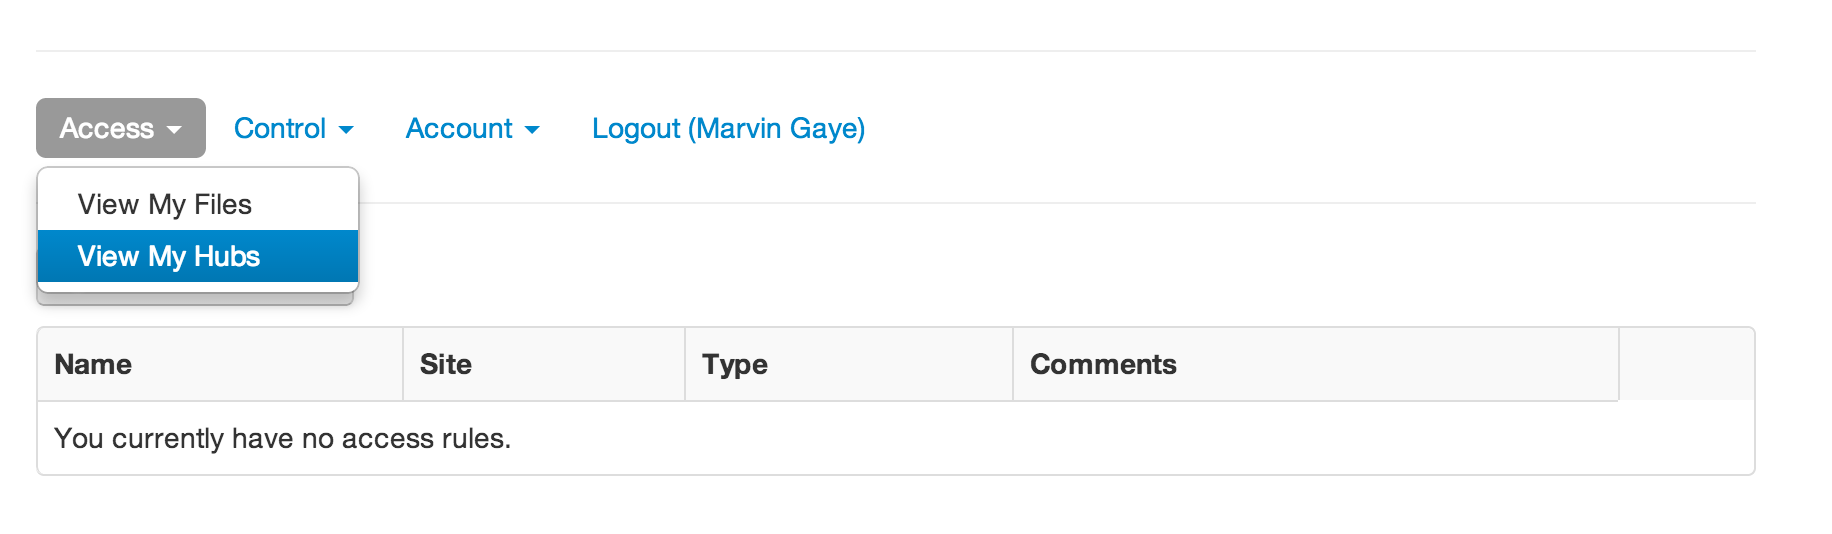 Access Control Account Logout (Marvin Gaye)
View My Files
View My Hubs
Name Site Type Comments
You currently have no access rules.